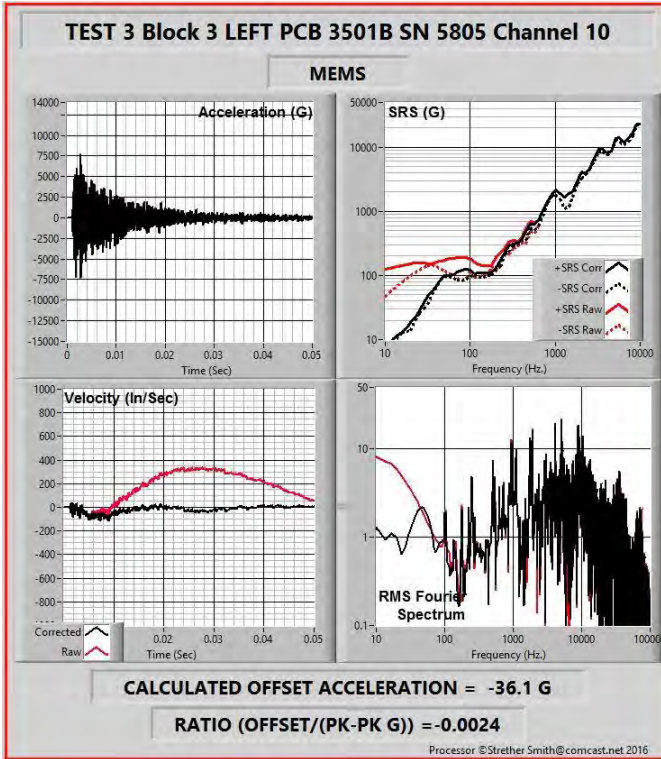 TEST 3 Block 3 LEFT PCB 3501B SN 5805 Channel 10
MEMS
Acceleration (G)
14000
10000
7500
5000
2500
0
-2500
-5000
-7500
-10000
-12500
-15000
0
0.01
0.02
0.03
0.04
0.05
Time (Sec)
SRS (G)
50000
10000
1000
100
10
+SRS Corr
-SRS Corr
+SRS Raw
-SRS Raw
10
100
1000
10000
Frequency (Hz.)
Velocity (In/Sec)
1000
800
600
400
200
0
-200
-400
-600
-800
Corrected
Raw
0.02
0.03
0.04
0.05
Time (Sec)
50
10
1
0.1
RMS Fourier
Spectrum
10
100
1000
10000
100000
Frequency (Hz.)
CALCULATED OFFSET ACCELERATION = -36.1 G
RATIO (OFFSET/(PK-PK G)) =-0.0024
Processor ©Strether Smith@comcast.net 2016